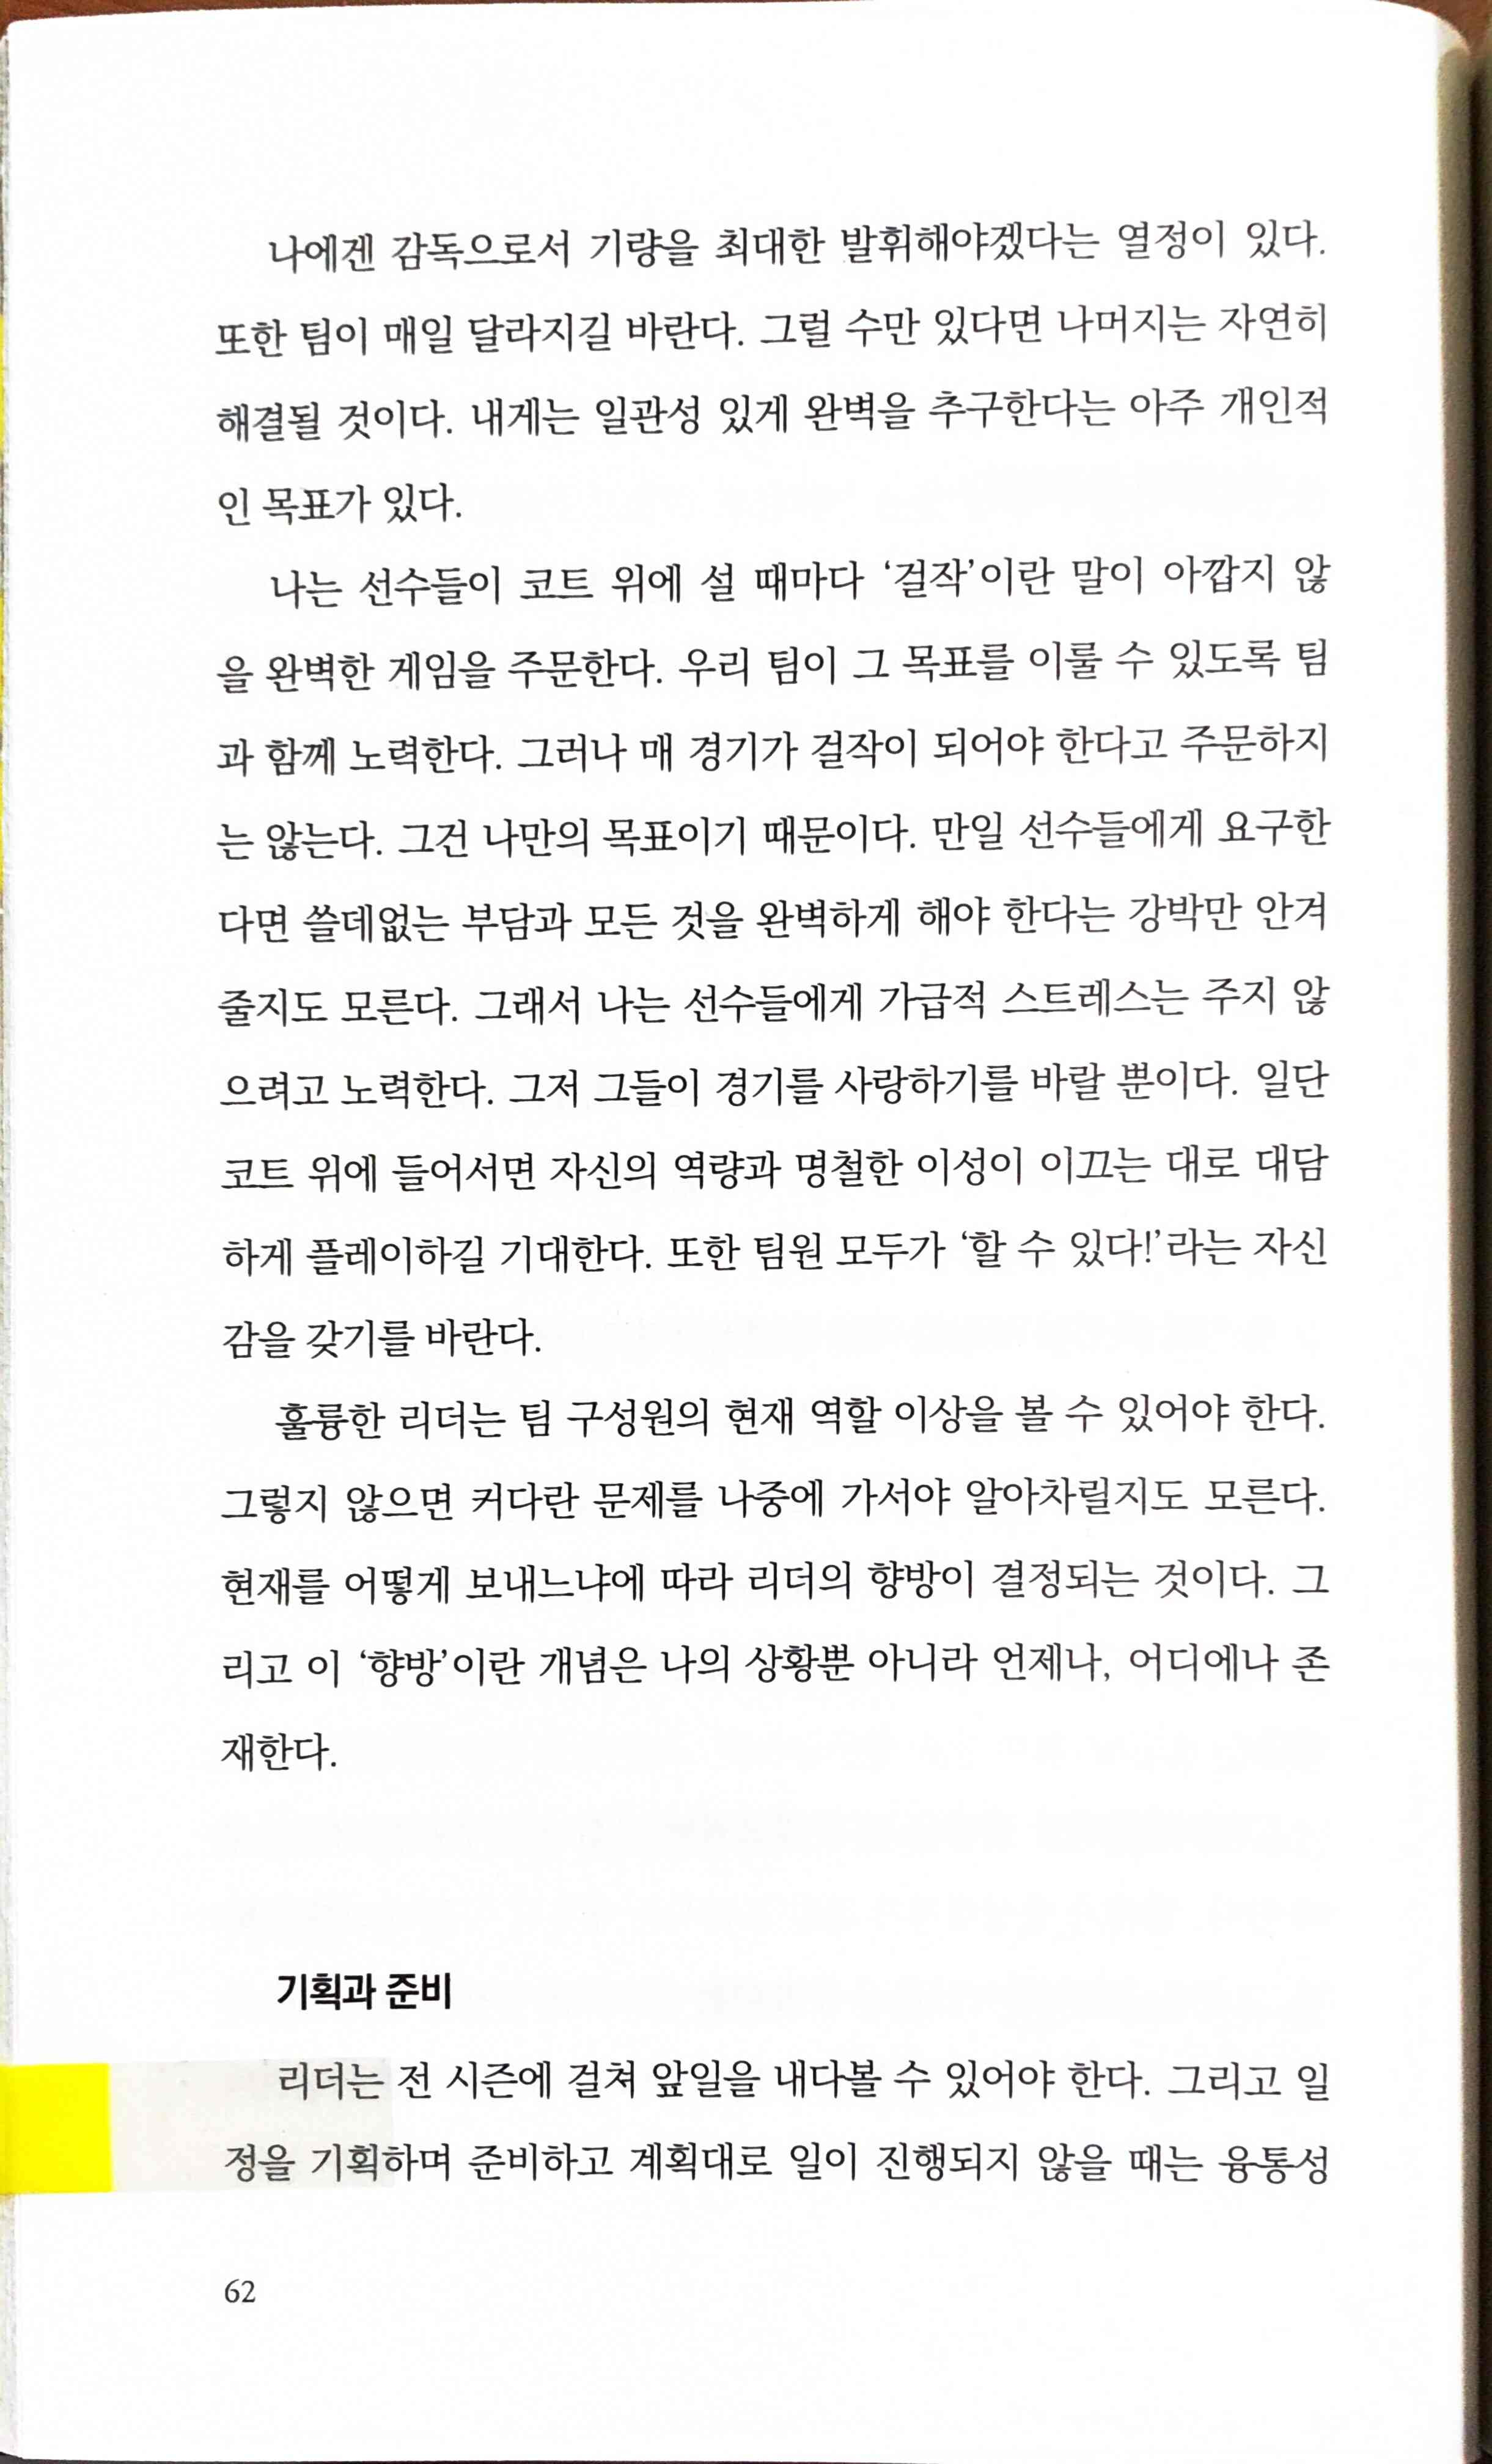 나에겐 감독으로서 기량을 최대한 발휘해야겠다는 열정이 있다.
또한 팀이 매일 달라지길 바란다. 그럴 수만 있다면 나머지는 자연히
해결될 것이다. 내게는 일관성 있게 완벽을 추구한다는 아주 개인적
인 목표가 있다.
나는 선수들이 코트 위에 설 때마다 ‘걸작’이란 말이 아깝지 않
을 완벽한 게임을 주문한다. 우리 팀이 그 목표를 이룰 수 있도록 팀
과 함께 노력한다. 그러나 매 경기가 걸작이 되어야 한다고 주문하지
는 않는다. 그건 나만의 목표이기 때문이다. 만일 선수들에게 요구한
다면 쓸데없는 부담과 모든 것을 완벽하게 해야 한다는 강박만 안겨
줄지도 모른다. 그래서 나는 선수들에게 가급적 스트레스는 주지 않
으려고 노력한다. 그저 그들이 경기를 사랑하기를 바랄 뿐이다. 일단
코트 위에 들어서면 자신의 역량과 명철한 이성이 이끄는 대로 대담
하게 플레이하길 기대한다. 또한 팀원 모두가 ‘할 수 있다!’라는 자신
감을 갖기를 바란다.
훌륭한 리더는 팀 구성원의 현재 역할 이상을 볼 수 있어야 한다.
그렇지 않으면 커다란 문제를 나중에 가서야 알아차릴지도 모른다.
현재를 어떻게 보내느냐에 따라 리더의 향방이 결정되는 것이다. 그
리고 이 ‘향방’이란 개념은 나의 상황뿐 아니라 언제나, 어디에나 존
재한다.
기획과 준비
리더는 전 시즌에 걸쳐 앞일을 내다볼 수 있어야 한다. 그리고 일
정을 기획하며 준비하고 계획대로 일이 진행되지 않을 때는 융통성
62